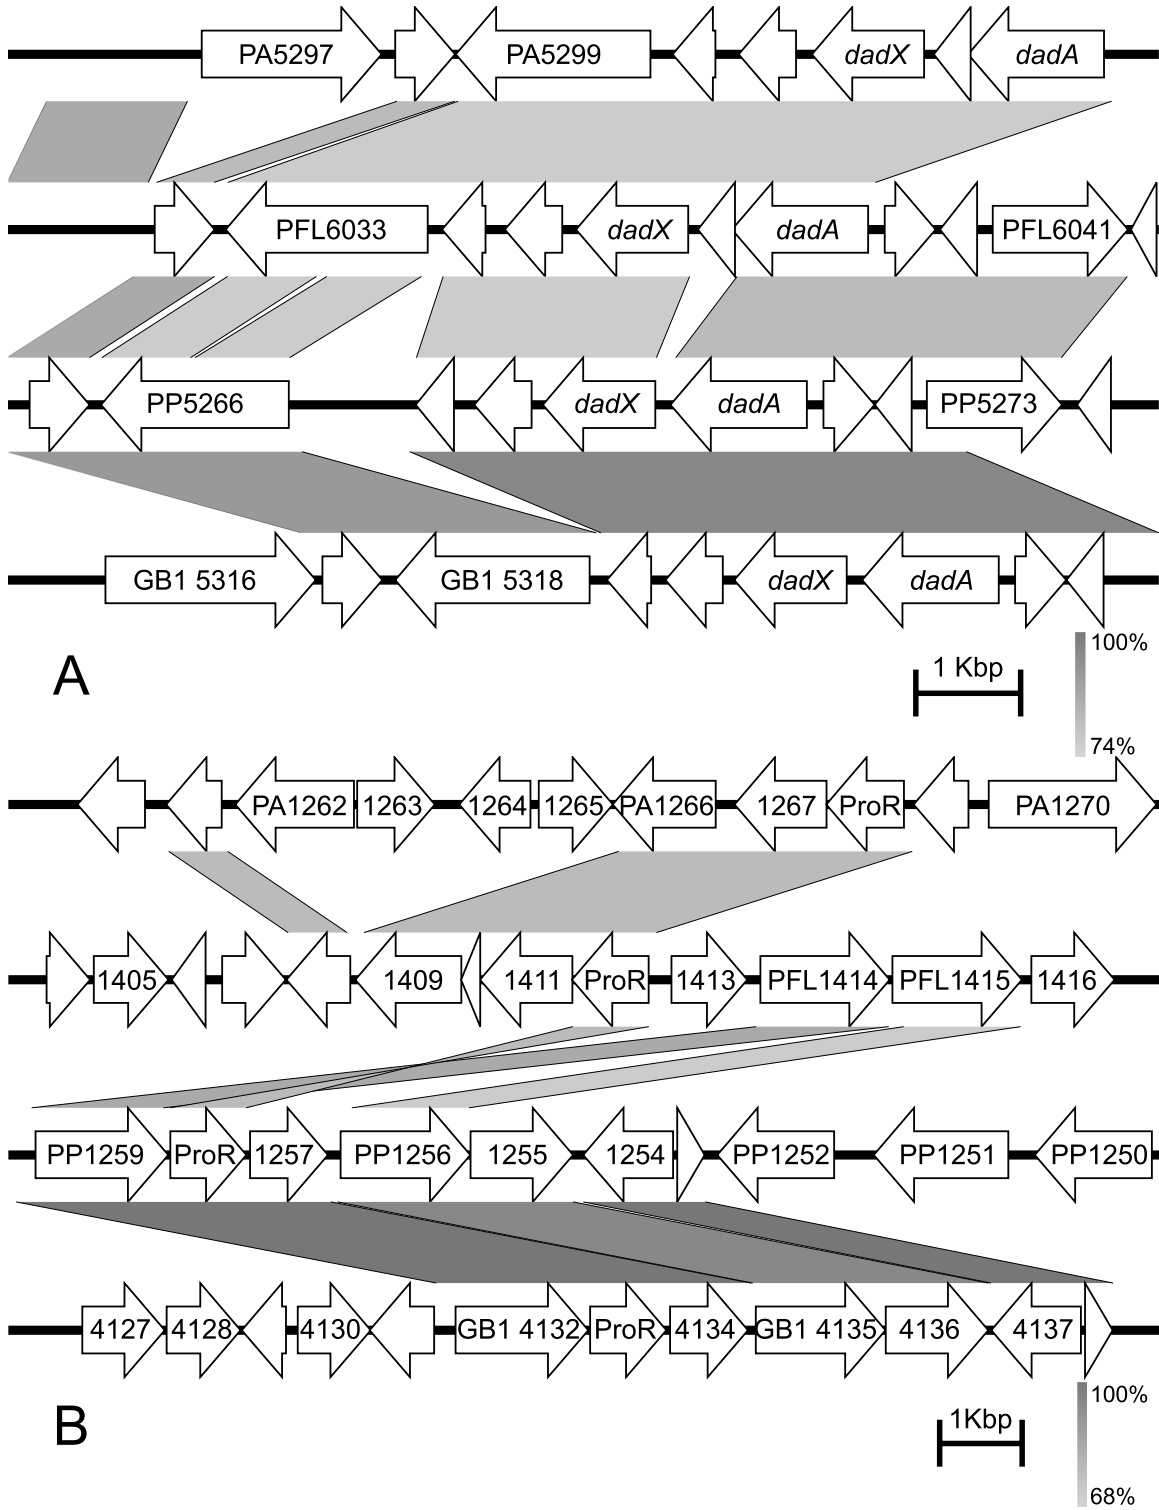 PA5297 PA5299 dadX dadA
PFL6033 dadX dadA PFL6041
PP5266 dadX dadA PP5273
GB1 5316 GB1 5318 dadX dadA
A
1 Kbp
100%
74%
PA1262 1263 1264 1265 PA1266 1267 ProR PA1270
1405 1409 1411 ProR 1413 PFL1414 PFL1415 1416
PP1259 ProR 1257 PP1256 1255 1254 PP1252 PP1251 PP1250
4127 4128 4130 GB1 4132 ProR 4134 GB1 4135 4136 4137
B
1Kbp
100%
68%